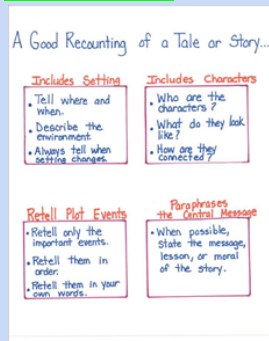 A Good Recounting of a Tale or Story...
Includes Setting
• Tell where and
when.
• Describe the
environment.
• Always tell when
setting changes.
Includes Characters
• Who are the
characters?
• What do they look
like?
• How are they
connected?
Retell Plot Events
• Retell only the
important events.
• Retell them in
order.
• Retell them in your
own words.
Paraphrases
the Central Message
• When possible,
state the message,
lesson, or moral
of the story.